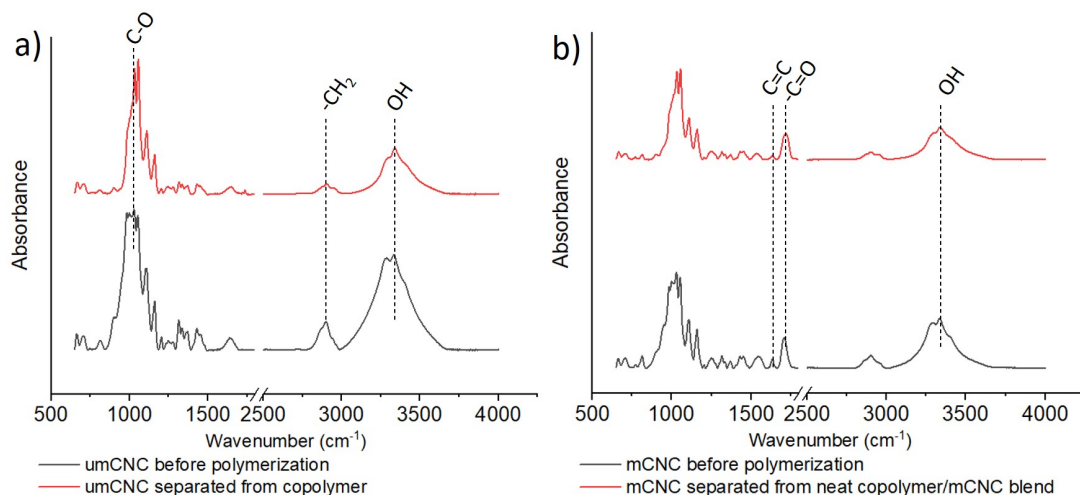 a)
C-O
-CH2
OH
Absorbance
500 1000 1500 2500 3000 3500 4000
Wavenumber (cm-1)
umCNC before polymerization
umCNC separated from copolymer
b)
C=C
-C=O
OH
Absorbance
500 1000 1500 2500 3000 3500 4000
Wavenumber (cm-1)
mCNC before polymerization
mCNC separated from neat copolymer/mCNC blend